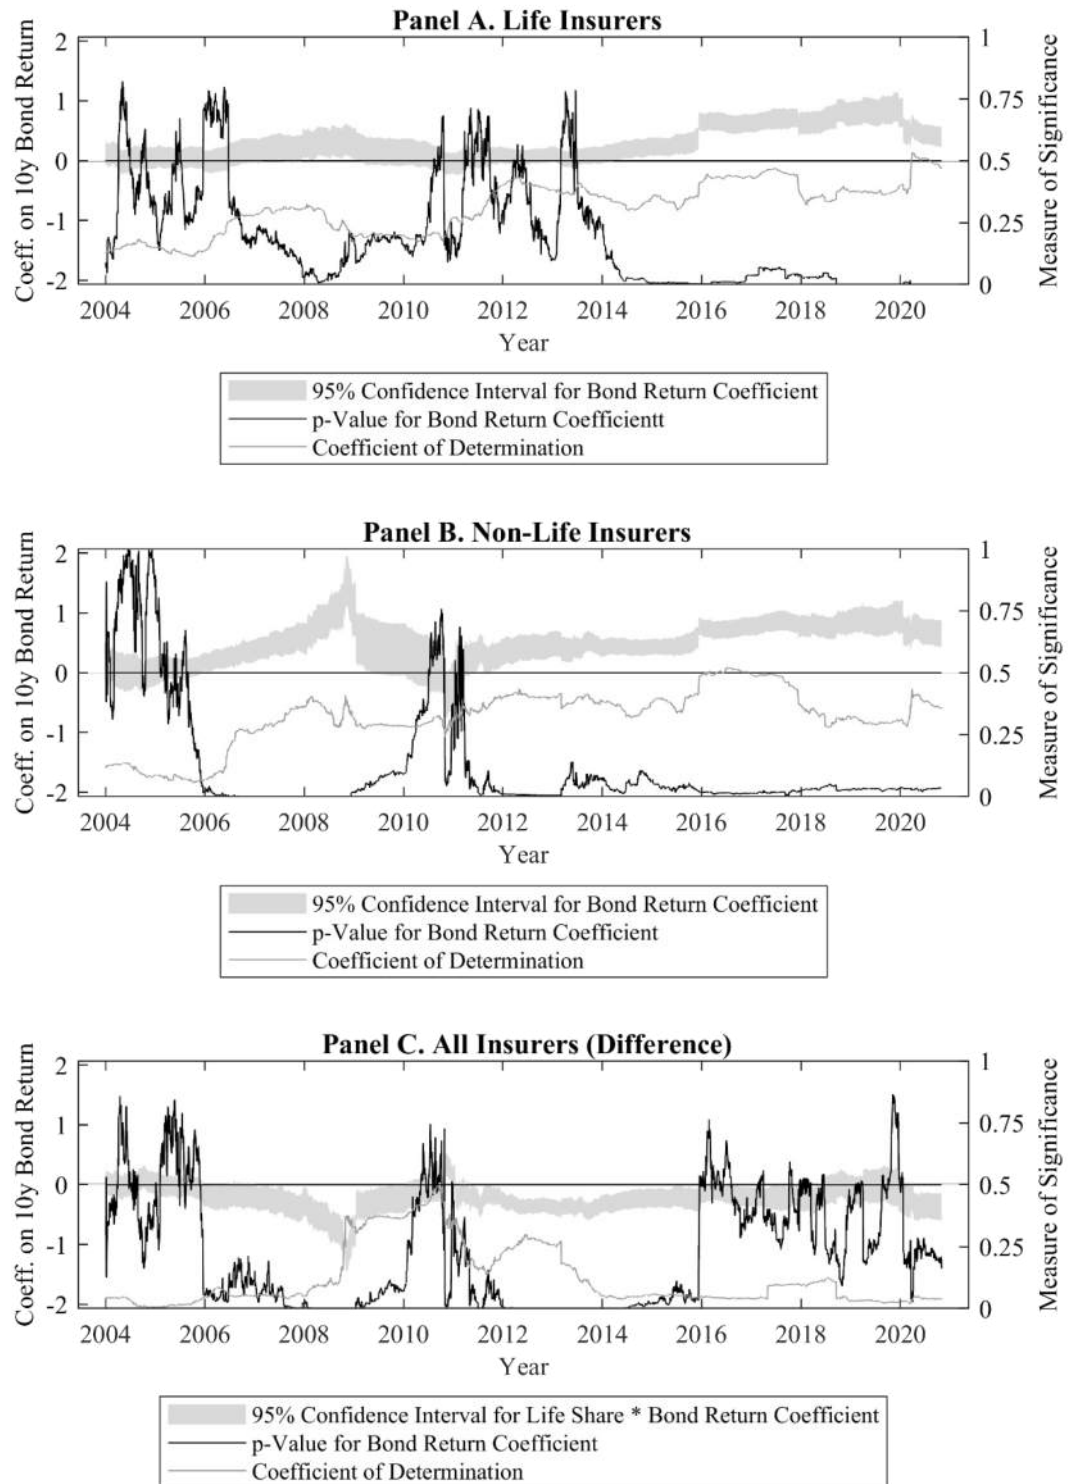 Panel A. Life Insurers
Coeff. on 10y Bond Return
2
1
0
-1
-2
1
0.75
0.5
0.25
0
Measure of Significance
2004 2006 2008 2010 2012 2014 2016 2018 2020
Year
95% Confidence Interval for Bond Return Coefficient
p-Value for Bond Return Coefficientt
Coefficient of Determination
Panel B. Non-Life Insurers
Coeff. on 10y Bond Return
2
1
0
-1
-2
1
0.75
0.5
0.25
0
Measure of Significance
2004 2006 2008 2010 2012 2014 2016 2018 2020
Year
95% Confidence Interval for Bond Return Coefficient
p-Value for Bond Return Coefficient
Coefficient of Determination
Panel C. All Insurers (Difference)
Coeff. on 10y Bond Return
2
1
0
-1
-2
1
0.75
0.5
0.25
0
Measure of Significance
2004 2006 2008 2010 2012 2014 2016 2018 2020
Year
95% Confidence Interval for Life Share * Bond Return Coefficient
p-Value for Bond Return Coefficient
Coefficient of Determination